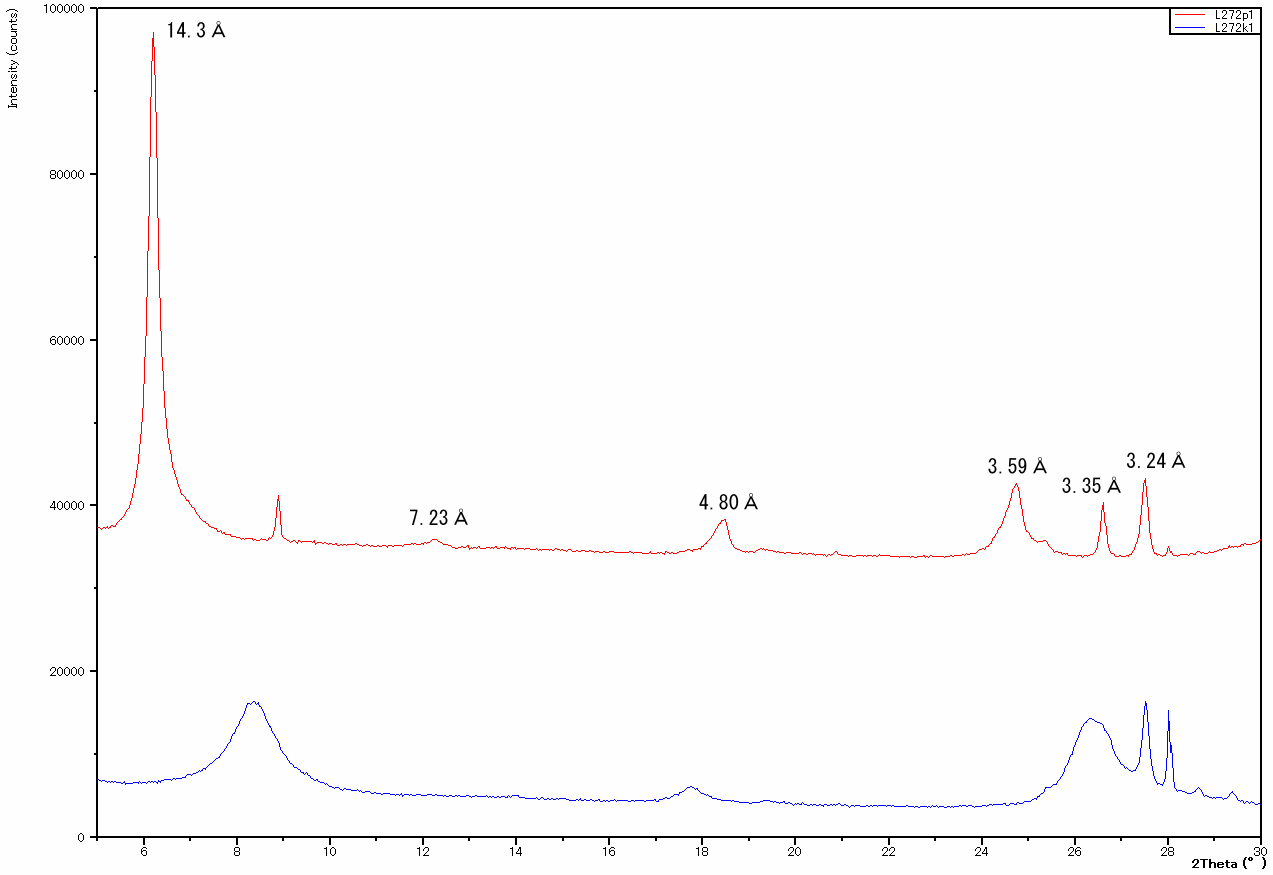 100000
Intensity (counts)
14.3 Å
L272p1
L272k1
80000
60000
40000
7.23 Å
4.80 Å
3.59 Å
3.35 Å
3.24 Å
20000
0
6 8 10 12 14 16 18 20 22 24 26 28 30
2Theta (°)